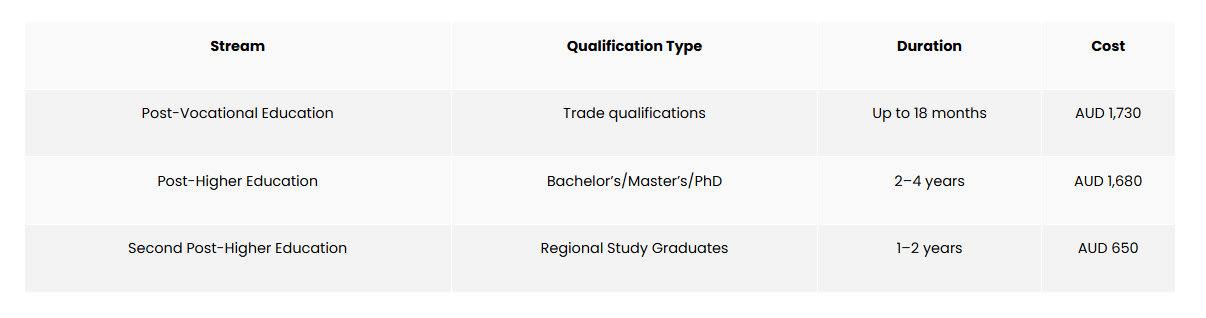 Stream Qualification Type Duration Cost
Post-Vocational Education Trade qualifications Up to 18 months AUD 1,730
Post-Higher Education Bachelor’s/Master’s/PhD 2–4 years AUD 1,680
Second Post-Higher Education Regional Study Graduates 1–2 years AUD 650